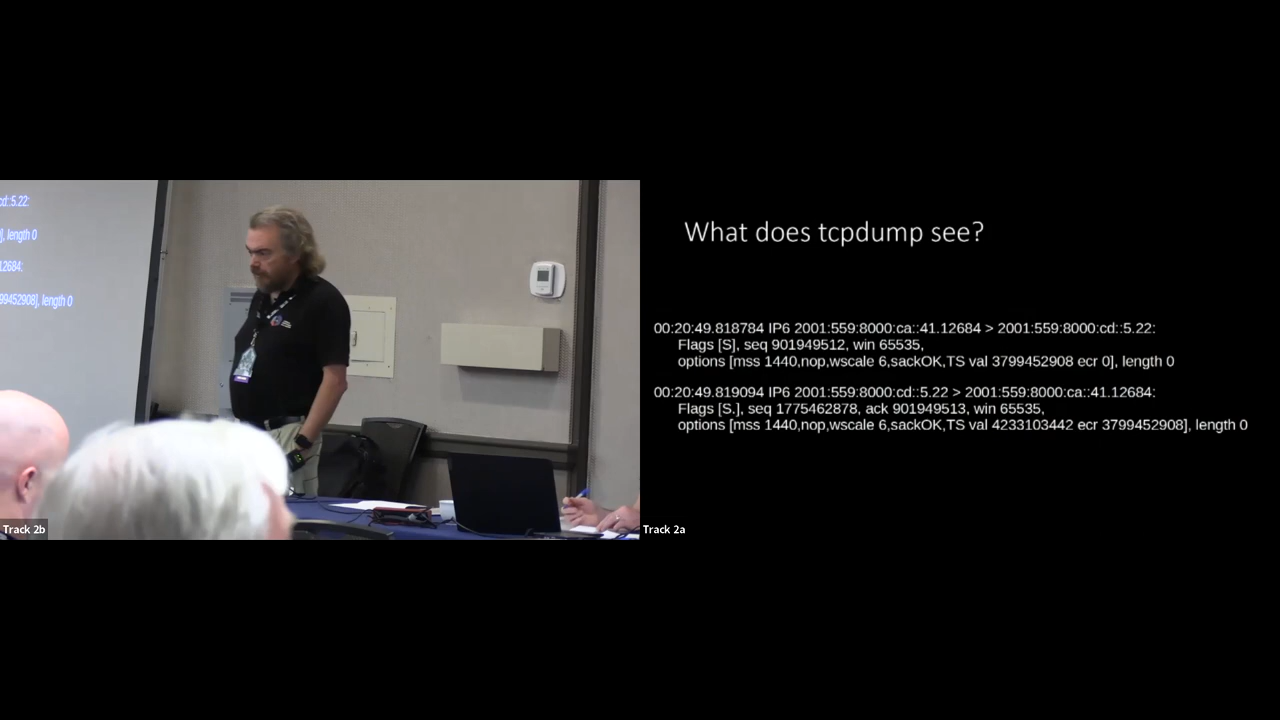 cd::5.22:
], length 0
12684:
99452908], length 0
Track 2b
What does tcpdump see?
00:20:49.818784 IP6 2001:559:8000:ca::41.12684 > 2001:559:8000:cd::5.22:
Flags [S], seq 901949512, win 65535,
options [mss 1440,nop,wscale 6,sackOK,TS val 3799452908 ecr 0], length 0
00:20:49.819094 IP6 2001:559:8000:cd::5.22 > 2001:559:8000:ca::41.12684:
Flags [S.], seq 1775462878, ack 901949513, win 65535,
options [mss 1440,nop,wscale 6,sackOK,TS val 4233103442 ecr 3799452908], length 0
Track 2a